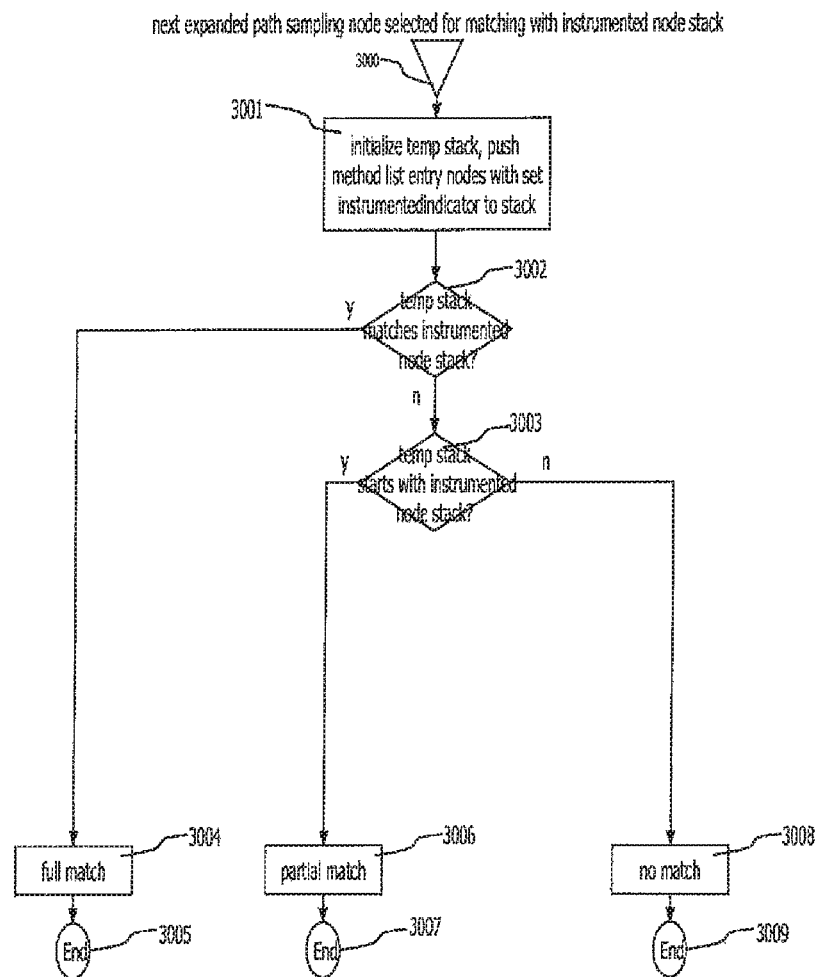 next expanded path sampling node selected for matching with instrumented node stack
3000
3001
initialize temp stack, push
method list entry nodes with set
instrumentedIndicator to stack
3002
y
temp stack
matches instrumented
node stack?
n
3003
y
temp stack
n
starts with instrumented
node stack?
3004
3006
3008
full match
partial match
no match
3005
3007
3009
End
End
End